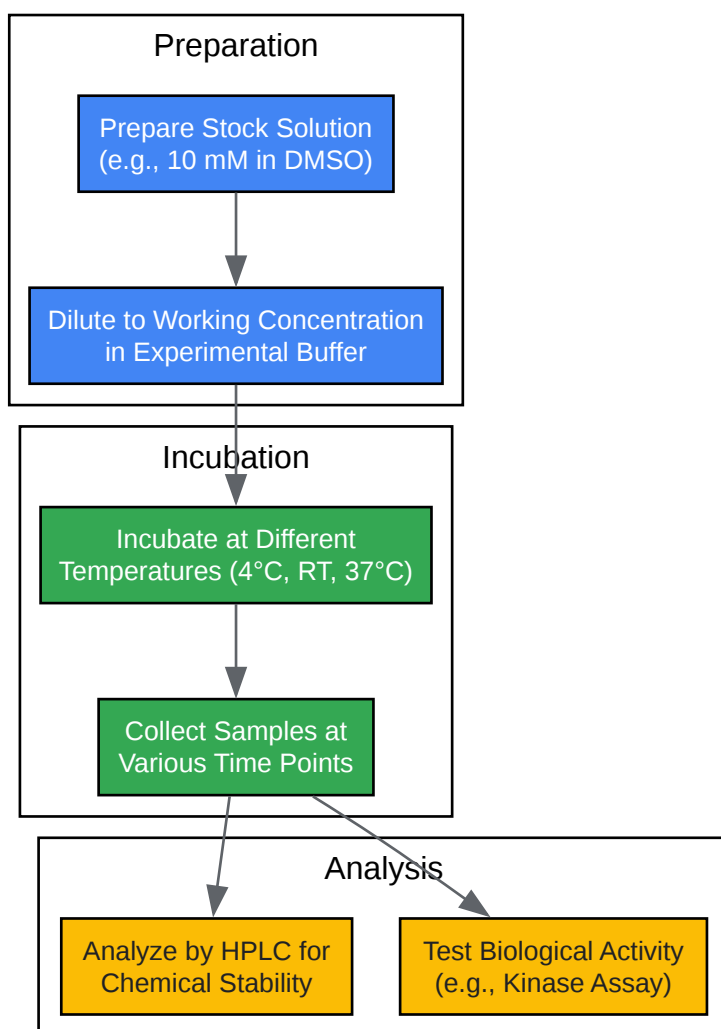 Preparation
Prepare Stock Solution
(e.g., 10 mM in DMSO)
Dilute to Working Concentration
in Experimental Buffer
Incubation
Incubate at Different
Temperatures (4°C, RT, 37°C)
Collect Samples at
Various Time Points
Analysis
Analyze by HPLC for
Chemical Stability
Test Biological Activity
(e.g., Kinase Assay)